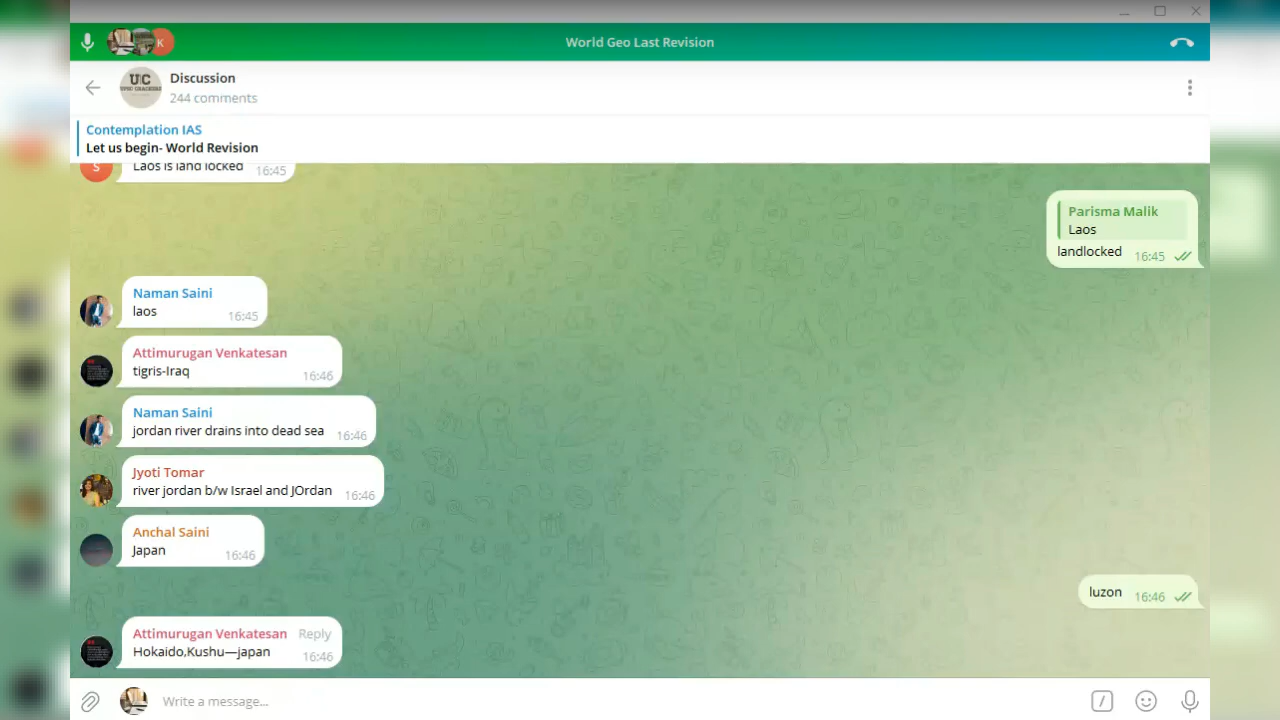 K
World Geo Last Revision
UC
UPSC CRACKERS
Discussion
244 comments
Contemplation IAS
Let us begin- World Revision
S
Laos is land locked 16:45
Parisma Malik
Laos
landlocked 16:45
Naman Saini
laos 16:45
Attimurugan Venkatesan
tigris-Iraq 16:46
Naman Saini
jordan river drains into dead sea 16:46
Jyoti Tomar
river jordan b/w Israel and JOrdan 16:46
Anchal Saini
Japan 16:46
luzon 16:46
Attimurugan Venkatesan Reply
Hokaido,Kushu—japan 16:46
Write a message...